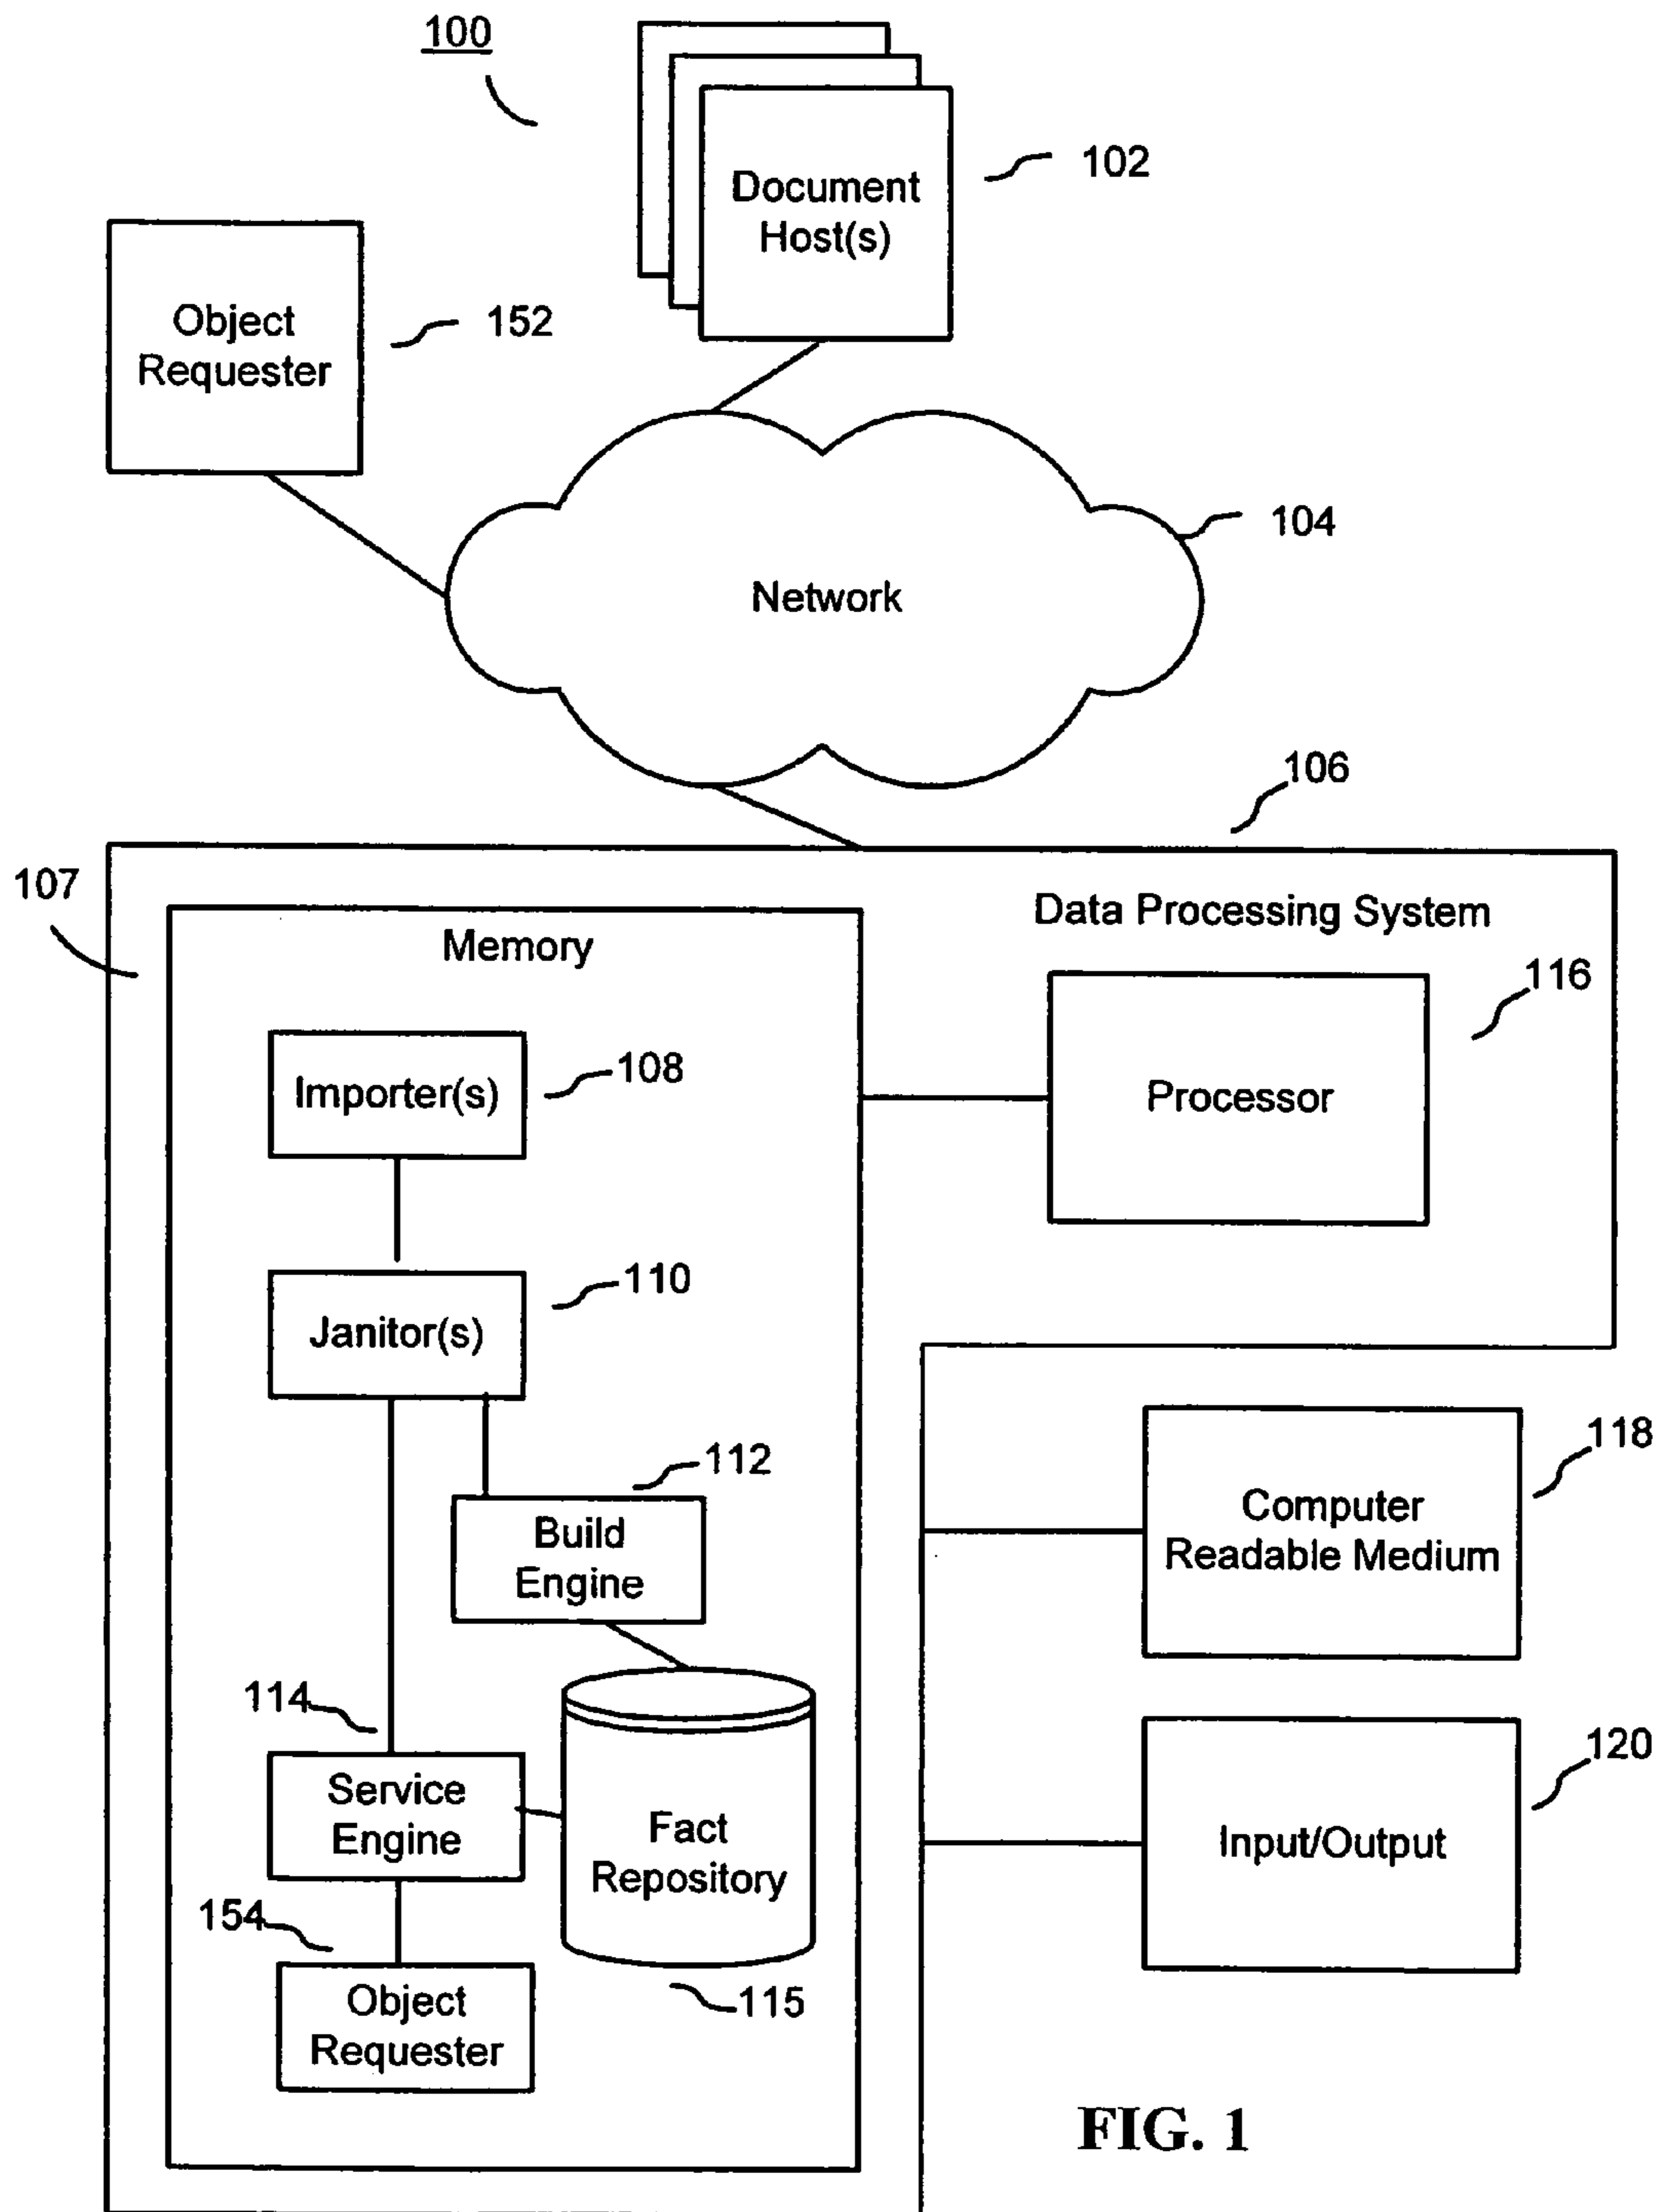 100
Document
Host(s)
102
Object
Requester
152
104
Network
106
107
Data Processing System
Memory
116
Importer(s)
108
Processor
Janitor(s)
110
112
Build
Engine
118
Computer
Readable Medium
114
Service
Engine
Fact
Repository
120
Input/Output
154
115
Object
Requester
FIG. 1